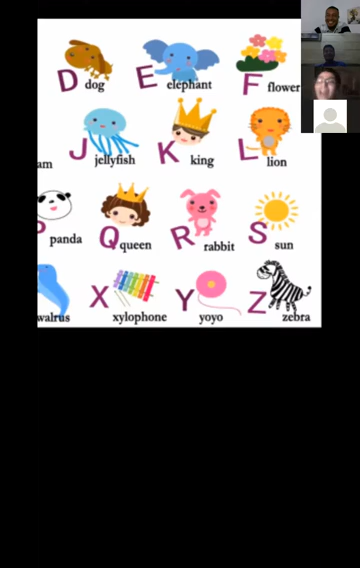 D dog E elephant F flower
am J jellyfish K king L lion
P panda Q queen R rabbit S sun
walrus X xylophone Y yoyo Z zebra